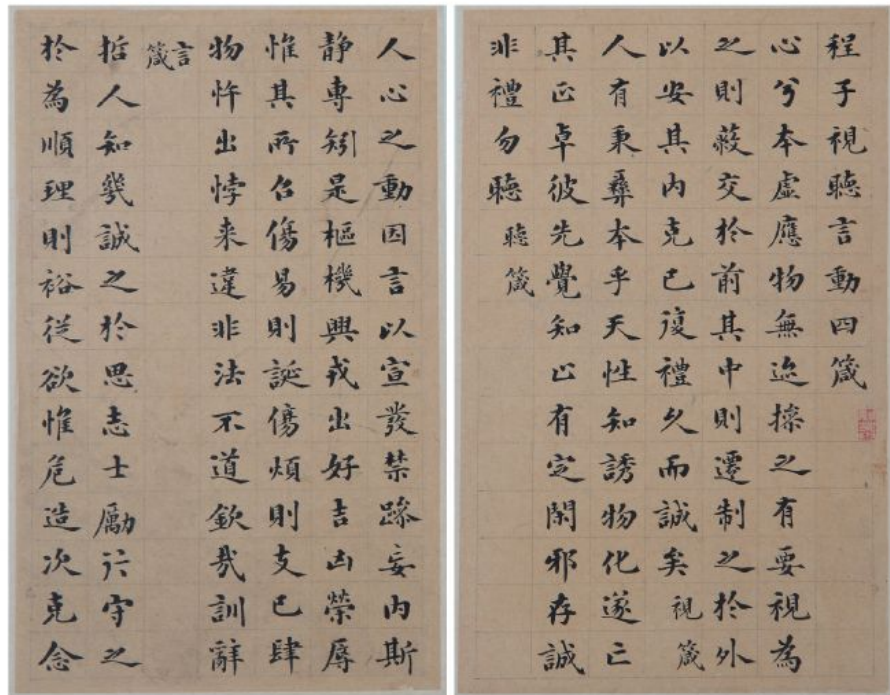 程子視聽言動四箴
心兮本虛應物無迹操之有要視為
之則蔽交於前其中則遷制之於外
以安其内克己復禮久而誠矣視箴
人有秉彝本乎天性知誘物化遂亡
其正卓彼先覺知止有定閑邪存誠
非禮勿聽聽箴
人心之動因言以宣發禁躁妄内斯
静專矧是樞機興戎出好吉凶榮辱
惟其所召傷易則誕傷煩則支己肆
物忤出悖来違非法不道欽哉訓辭
言箴
哲人知幾誠之於思志士勵行守之
於為順理則裕從欲惟危造次克念